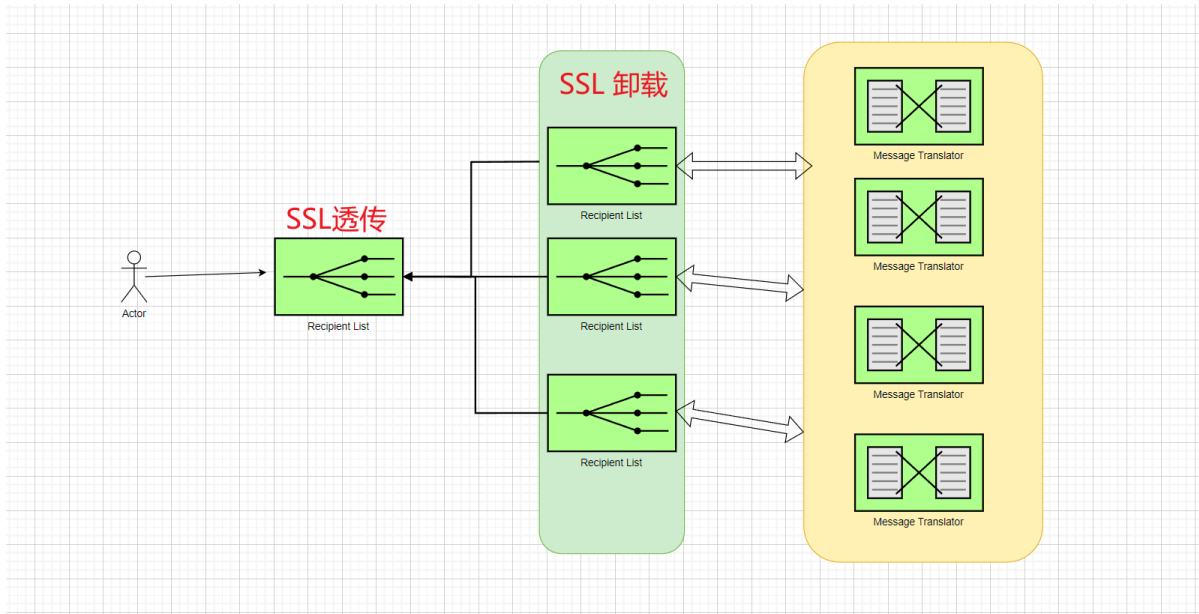 SSL 卸载
Message Translator
Recipient List
SSL透传
Message Translator
Actor
Recipient List
Recipient List
Message Translator
Recipient List
Message Translator